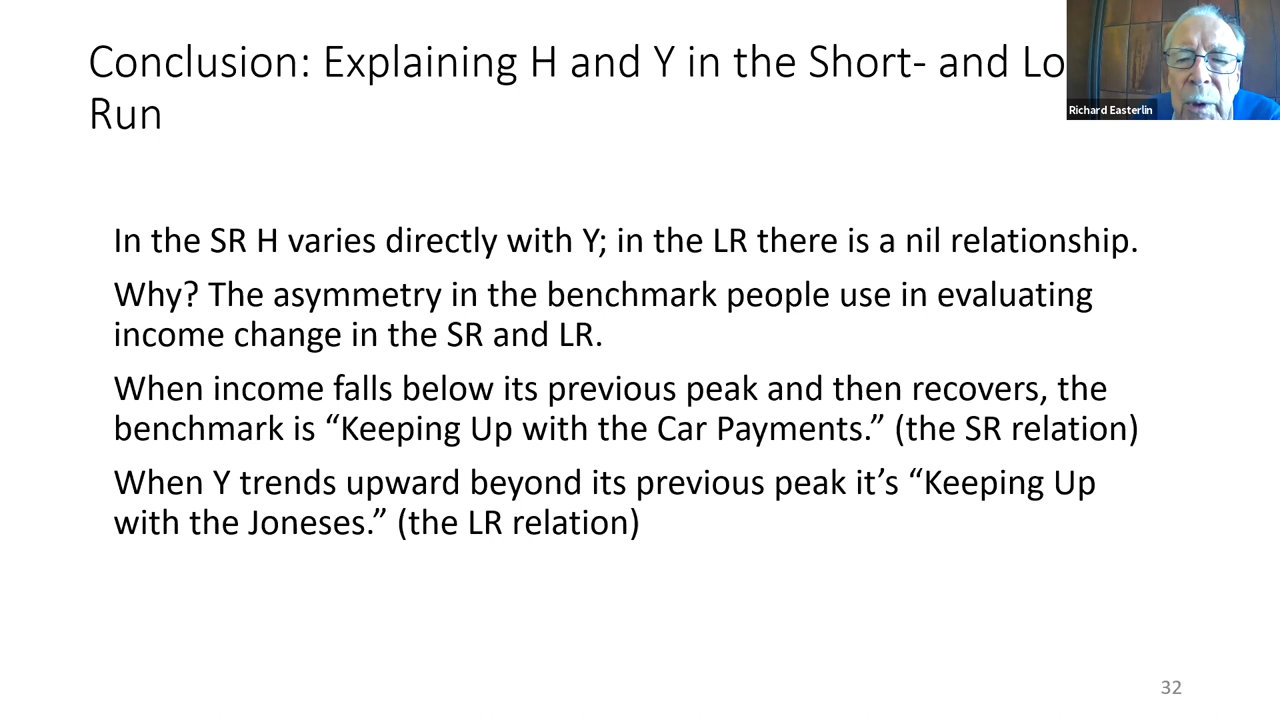 Conclusion: Explaining H and Y in the Short- and Lo
Run
Richard Easterlin
In the SR H varies directly with Y; in the LR there is a nil relationship.
Why? The asymmetry in the benchmark people use in evaluating
income change in the SR and LR.
When income falls below its previous peak and then recovers, the
benchmark is “Keeping Up with the Car Payments.” (the SR relation)
When Y trends upward beyond its previous peak it’s “Keeping Up
with the Joneses.” (the LR relation)
32